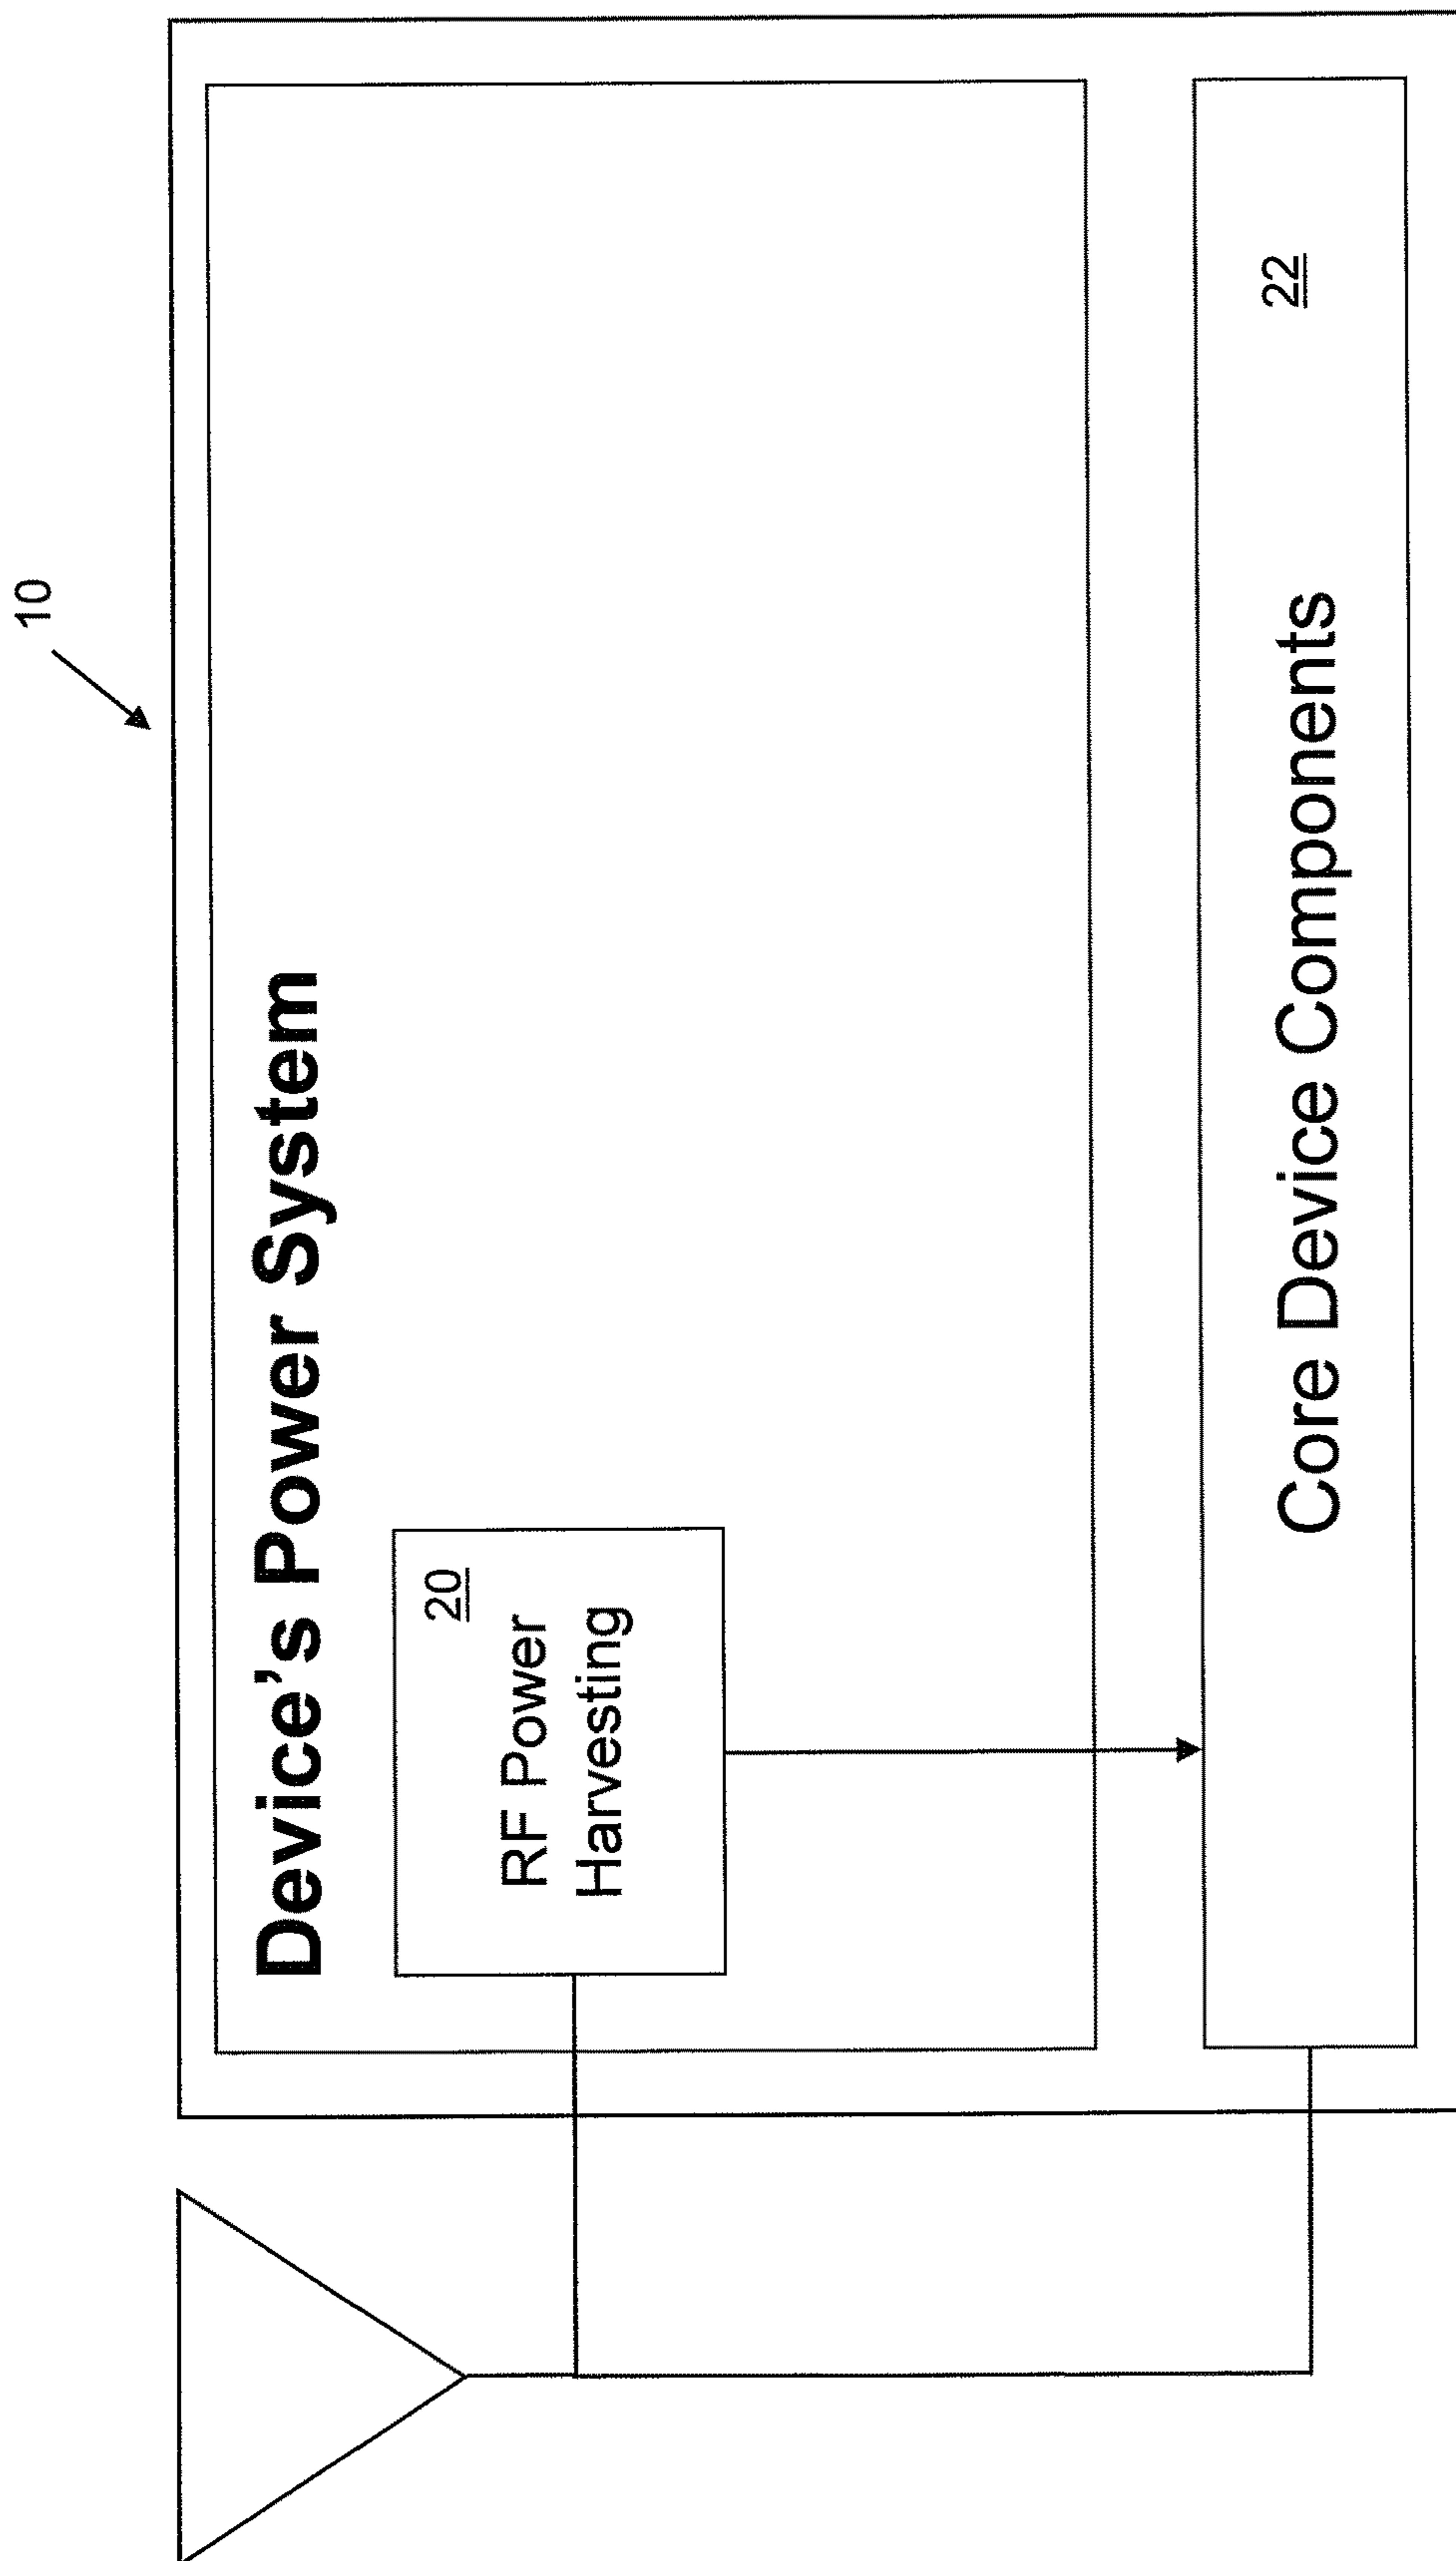 10
Device's Power System
20
RF Power
Harvesting
22
Core Device Components